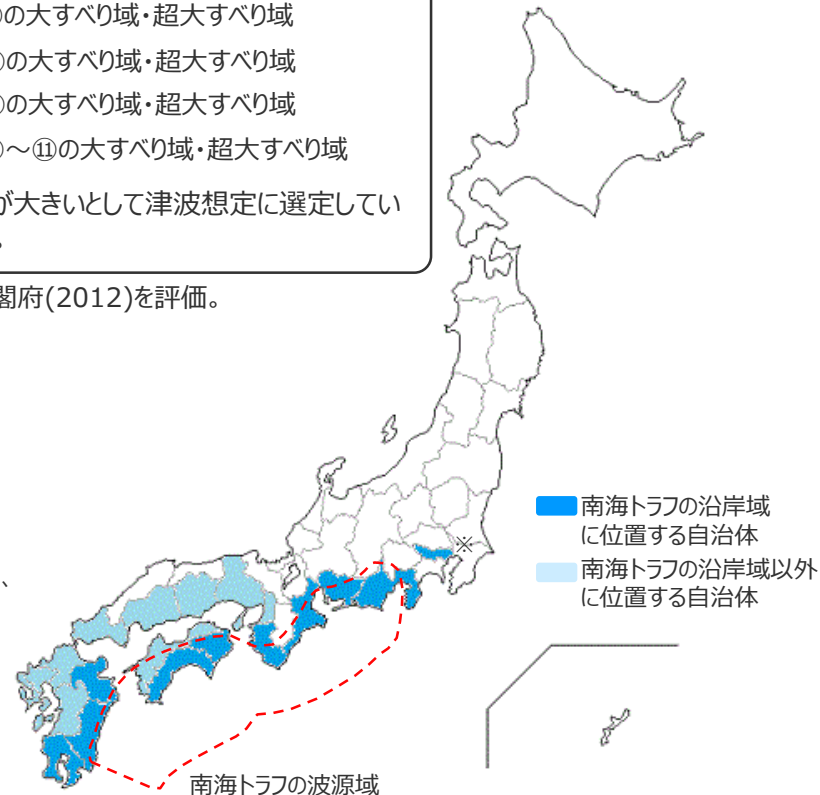 の大すべり域・超大すべり域
の大すべり域・超大すべり域
の大すべり域・超大すべり域
～⑪の大すべり域・超大すべり域
が大きいとして津波想定に選定してい
。
閣府(2012)を評価。
※
南海トラフの沿岸域
に位置する自治体
南海トラフの沿岸域以外
に位置する自治体
、
南海トラフの波源域